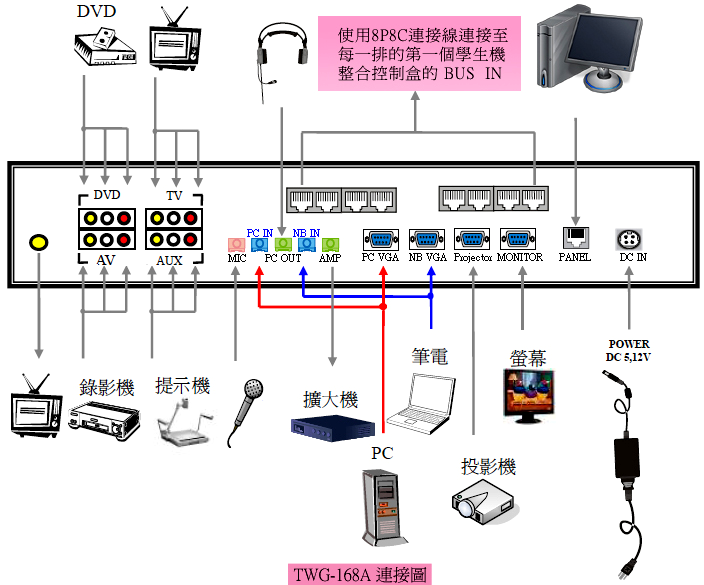 DVD
使用8P8C連接線連接至
每一排的第一個學生機
整合控制盒的 BUS IN
DVD
TV
PC IN
NB IN
AV
AUX
MIC
PC OUT
AMP
PC VGA
NB VGA
Projector
MONITOR
PANEL
DC IN
POWER
DC 5,12V
錄影機
提示機
擴大機
筆電
螢幕
PC
投影機
TWG-168A 連接圖